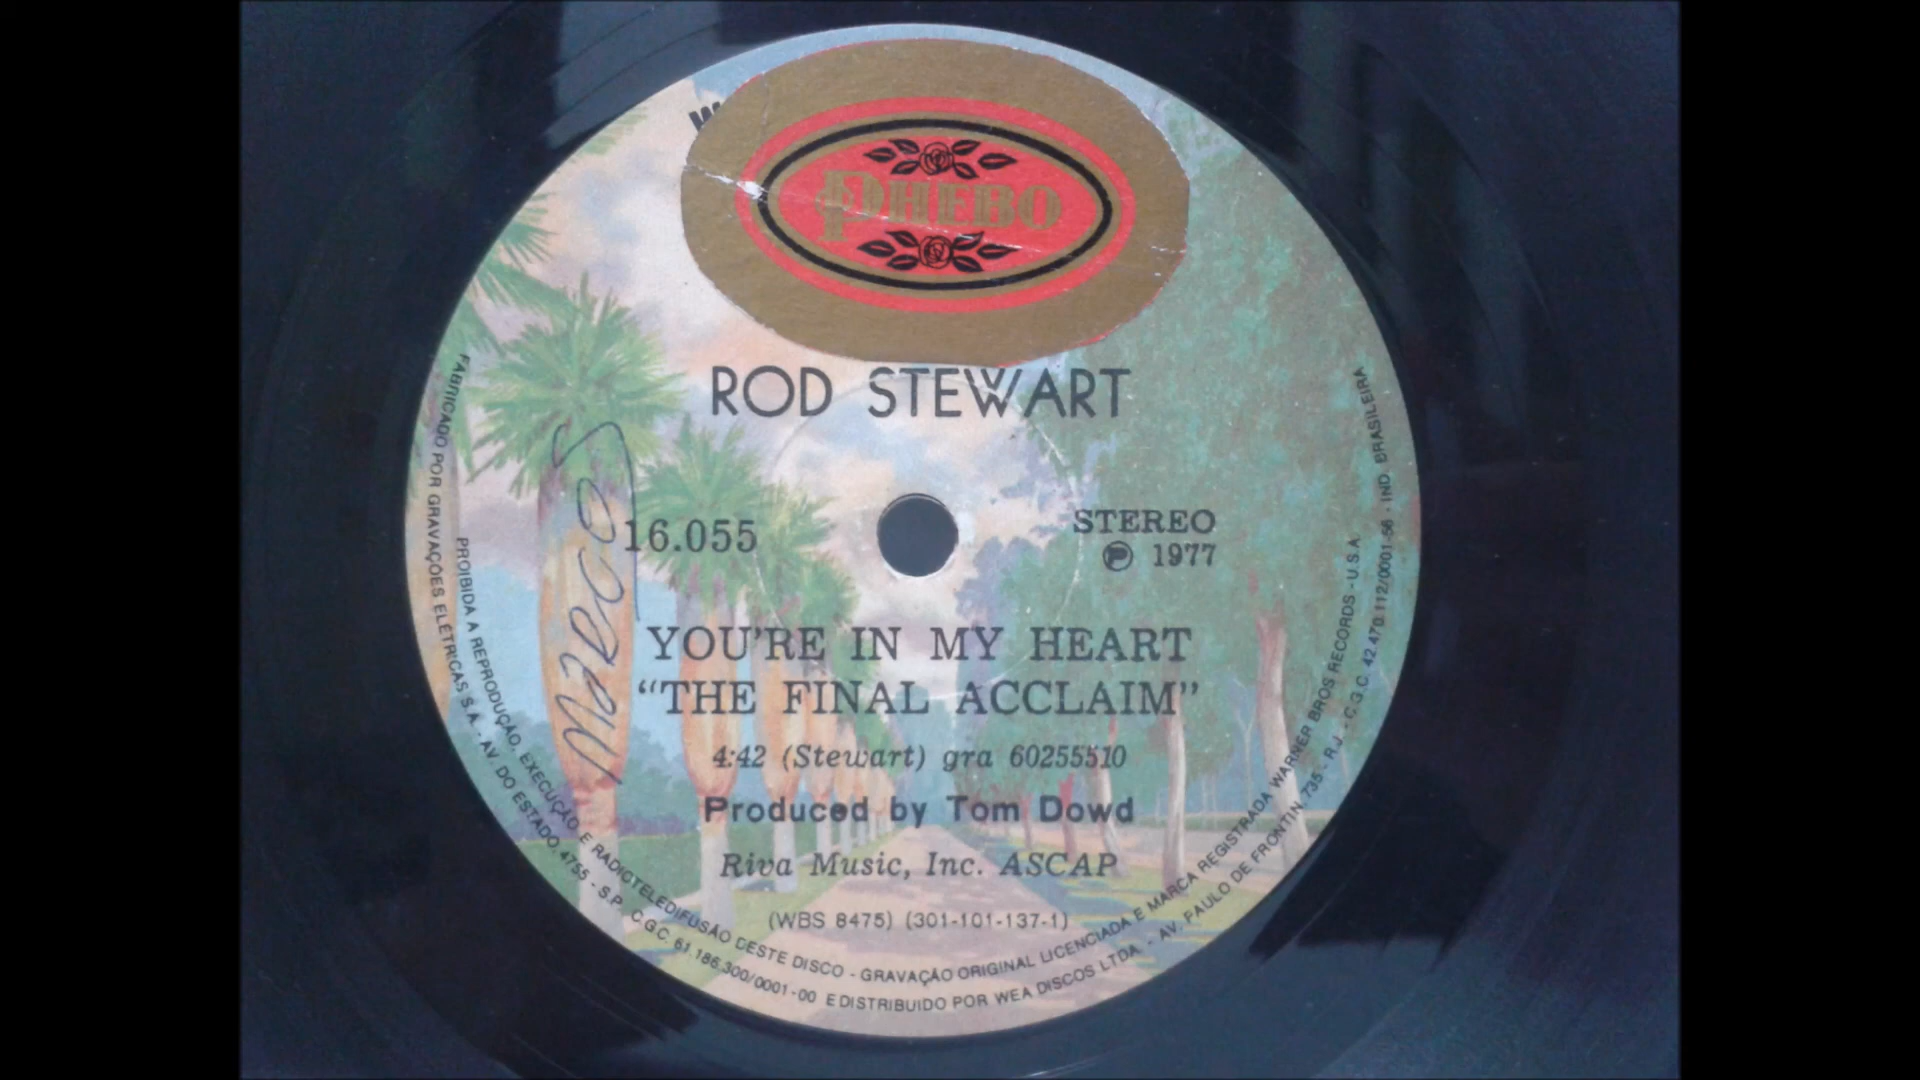 PHEBO
ROD STEWART
16.055
STEREO
Ⓟ 1977
YOU'RE IN MY HEART
"THE FINAL ACCLAIM"
4:42 (Stewart) gra 60255510
Produced by Tom Dowd
Riva Music, Inc. ASCAP
(WBS 8475) (301-101-137-1)
marcos
PROIBIDA A REPRODUÇÃO, EXECUÇÃO E RADIOTELEDIFUSÃO DESTE DISCO - GRAVAÇÃO ORIGINAL LICENCIADA E MARCA REGISTRADA WARNER BROS RECORDS - U.S.A.
FABRICADO POR GRAVAÇÕES ELÉTRICAS S.A. - AV. DO ESTADO, 4755 - S.P. C.G.C. 61.186.300/0001-00 E DISTRIBUIDO POR WEA DISCOS LTDA. - AV. PAULO DE FRONTIN, 735 - R.J. - C.G.C. 42.470.112/0001-56 - IND. BRASILEIRA